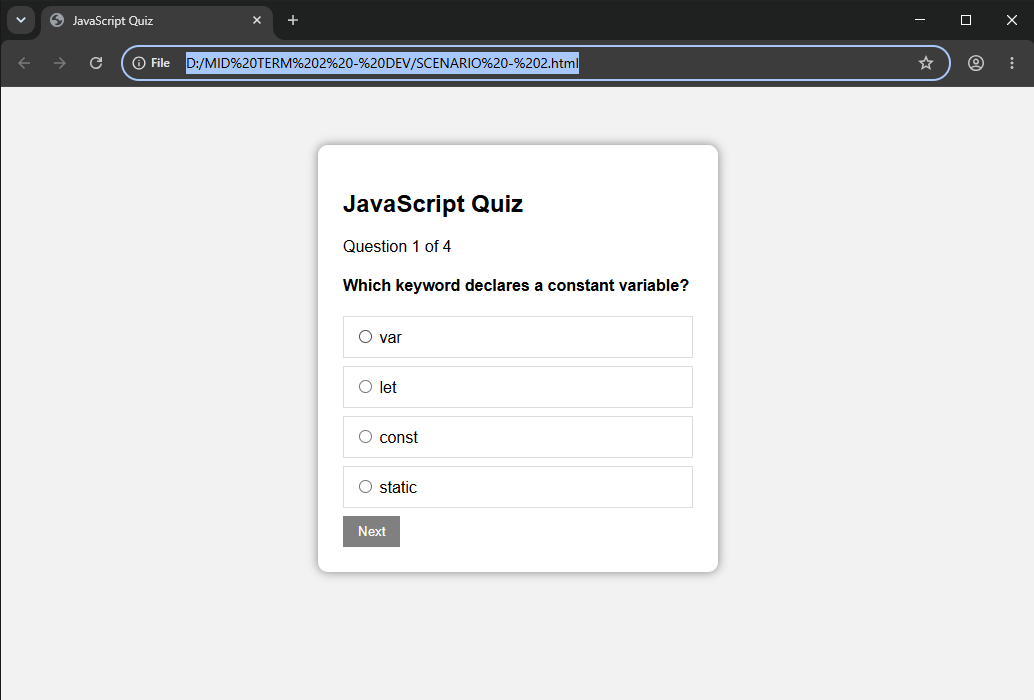 JavaScript Quiz
File D:/MID%20TERM%202%20-%20DEV/SCENARIO%20-%202.html
JavaScript Quiz
Question 1 of 4
Which keyword declares a constant variable?
var
let
const
static
Next